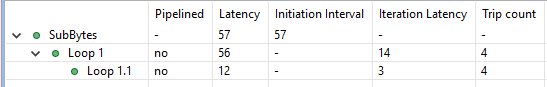 Pipelined Latency Initiation Interval Iteration Latency Trip count
SubBytes - 57 57 - -
Loop 1 no 56 - 14 4
Loop 1.1 no 12 - 3 4